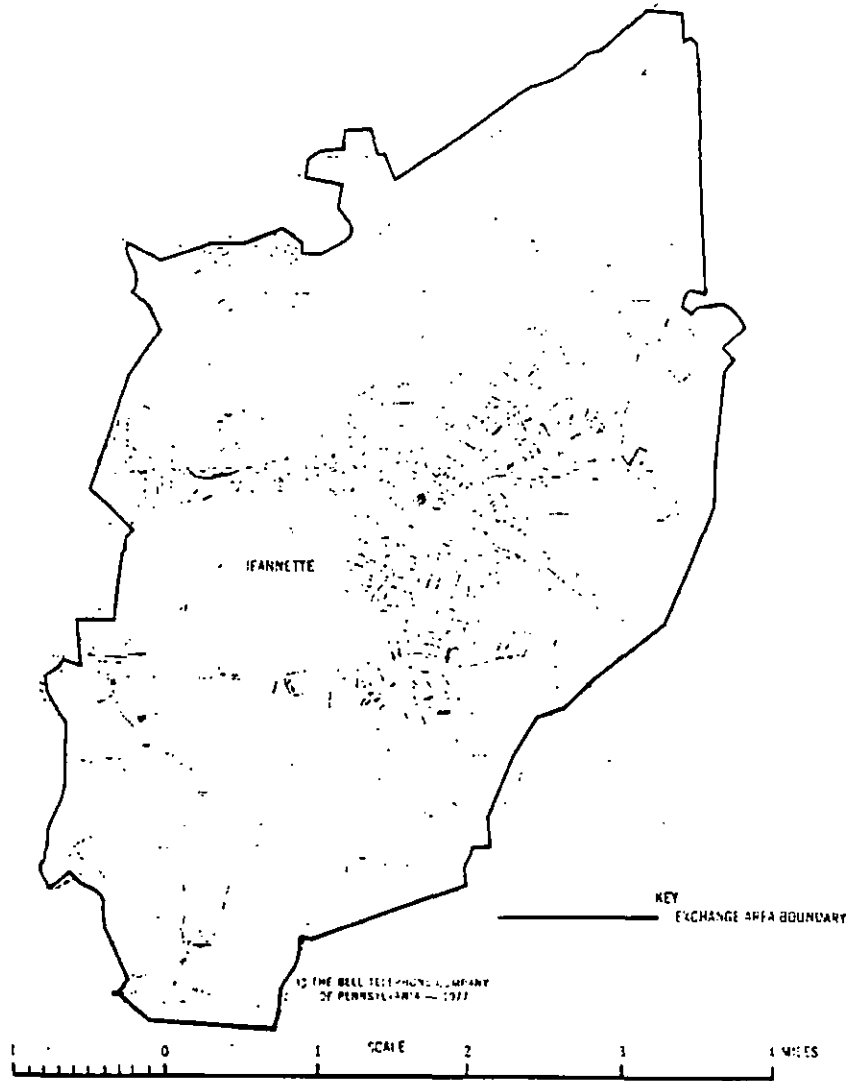 JEANNETTE
KEY
EXCHANGE AREA BOUNDARY
THE BELL TELEPHONE COMPANY
OF PENNSYLVANIA — 1977
SCALE
1 0 1 2 3 4 MILES